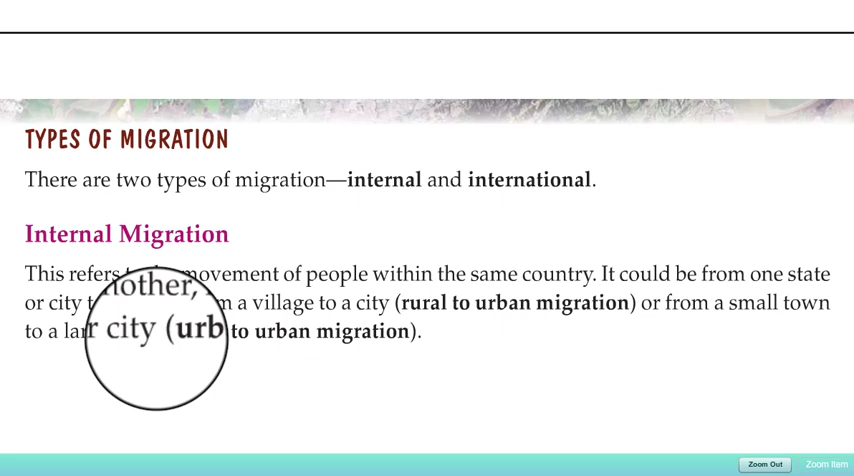 TYPES OF MIGRATION
There are two types of migration—internal and international.
Internal Migration
This refers movement of people within the same country. It could be from one state
or city a village to a city (rural to urban migration) or from a small town
to a city (urb to urban migration).
Zoom Out Zoom Item